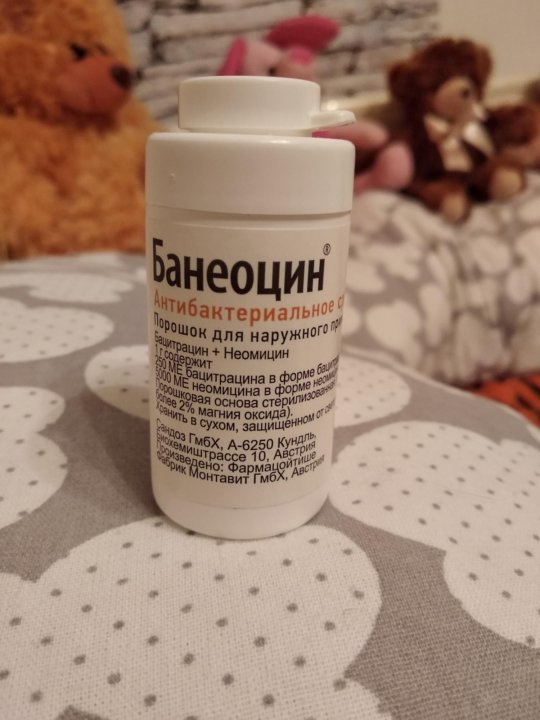 Банеоцин®
Антибактериальное
Порошок для наружного
Бацитрацин + Неомицин
1 г содержит
250 МЕ бацитрацина в форме
5000 МЕ неомицина в форме
порошковая основа стерилизованная
более 2% магния оксида).
Хранить в сухом, защищенном от
Сандоз ГмбХ, А-6250 Кундль,
Биохемиштрассе 10, Австрия
Произведено: Фармацойтише
Фабрик Монтавит ГмбХ, Австрия